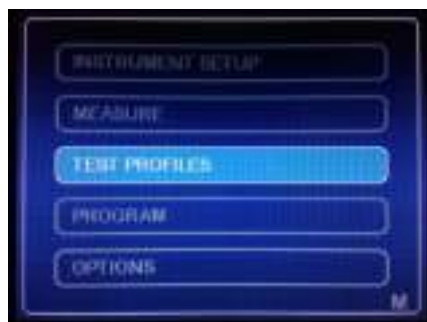 INSTRUMENT SETUP
MEASURE
TEST PROFILES
PROGRAM
OPTIONS
M